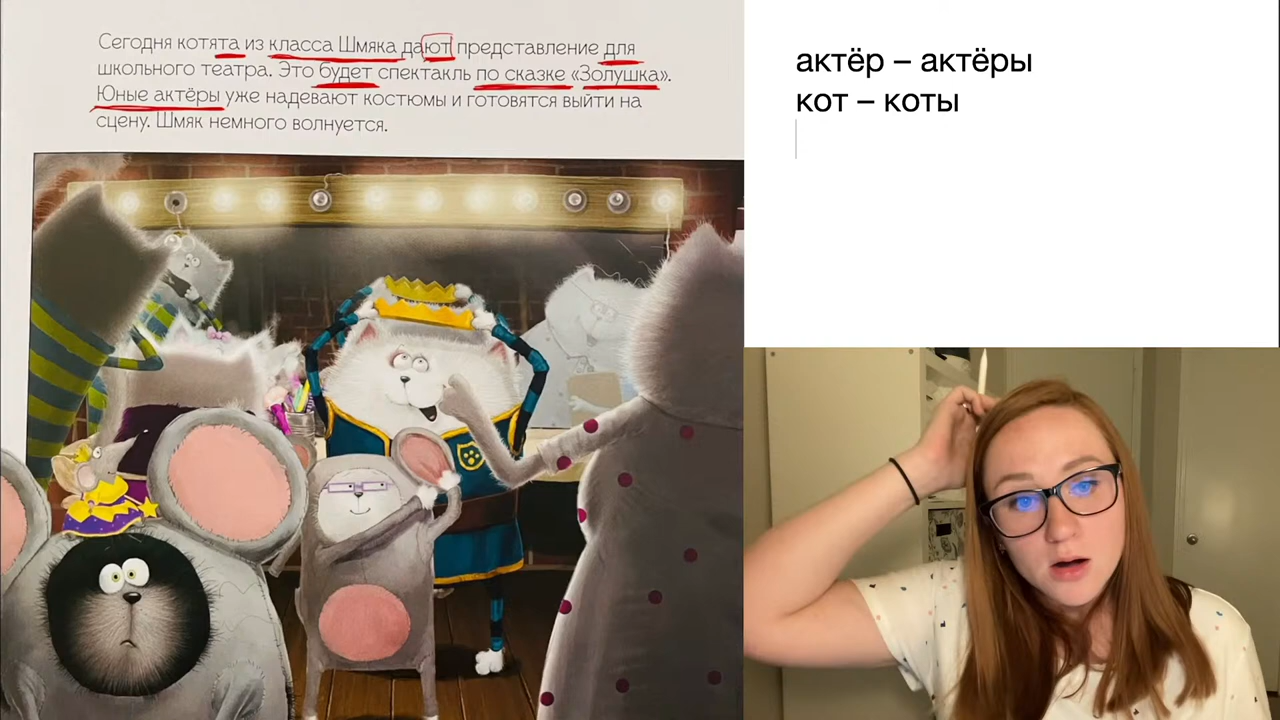 Сегодня котята из класса Шмяка дают представление для
школьного театра. Это будет спектакль по сказке «Золушка».
Юные актёры уже надевают костюмы и готовятся выйти на
сцену. Шмяк немного волнуется.
актёр – актёры
кот – коты